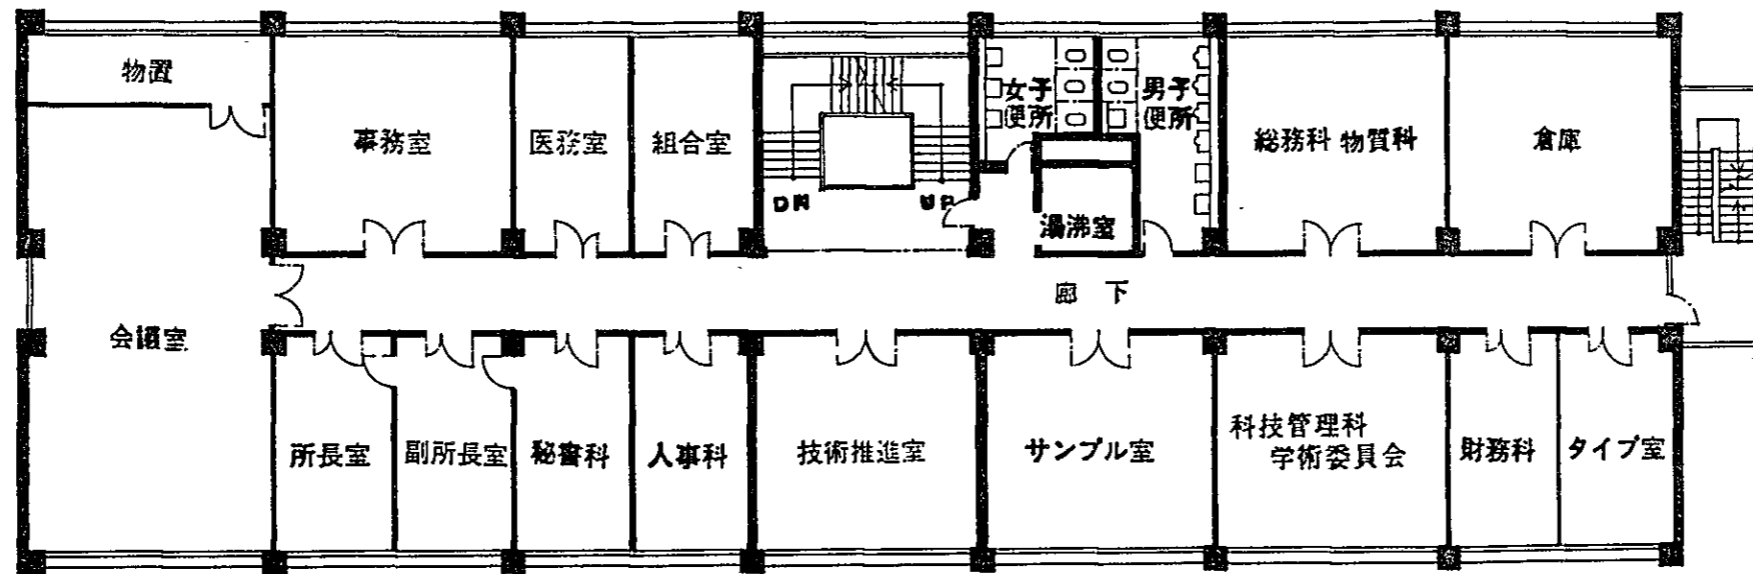 物置
事務室
医務室
組合室
DN
UP
女子
便所
男子
便所
湯沸室
総務科 物質科
倉庫
廊下
会議室
所長室
副所長室
秘書科
人事科
技術推進室
サンプル室
科技管理科
学術委員会
財務科
タイプ室